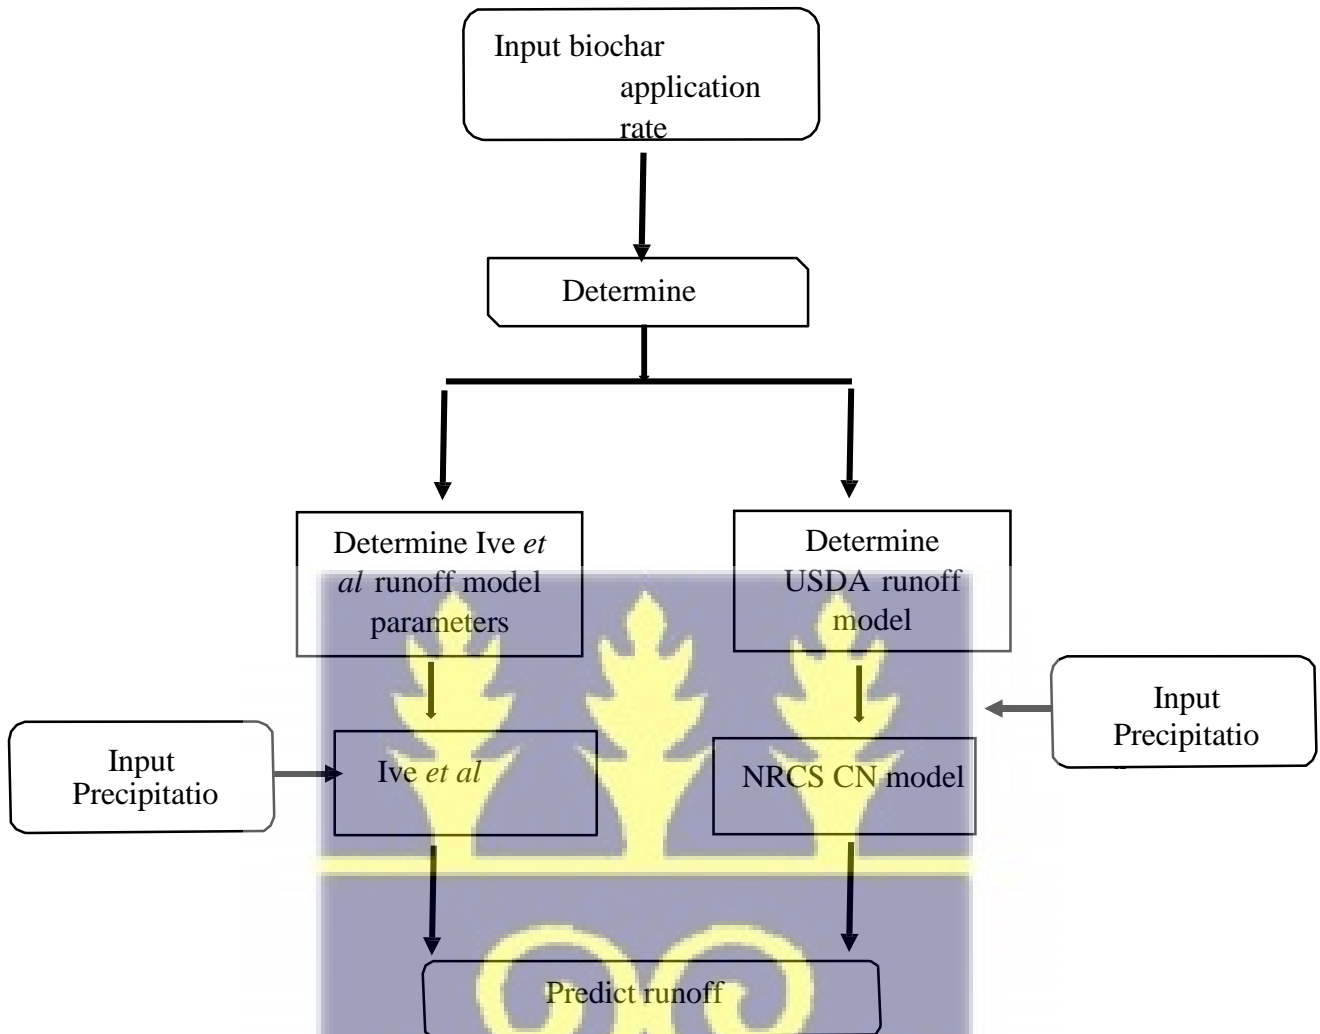 Input biochar
application
rate
Determine
Determine Ive et
al runoff model
parameters
Determine
USDA runoff
model
Input
Precipitatio
Input
Precipitatio
Ive et al
NRCS CN model
Predict runoff